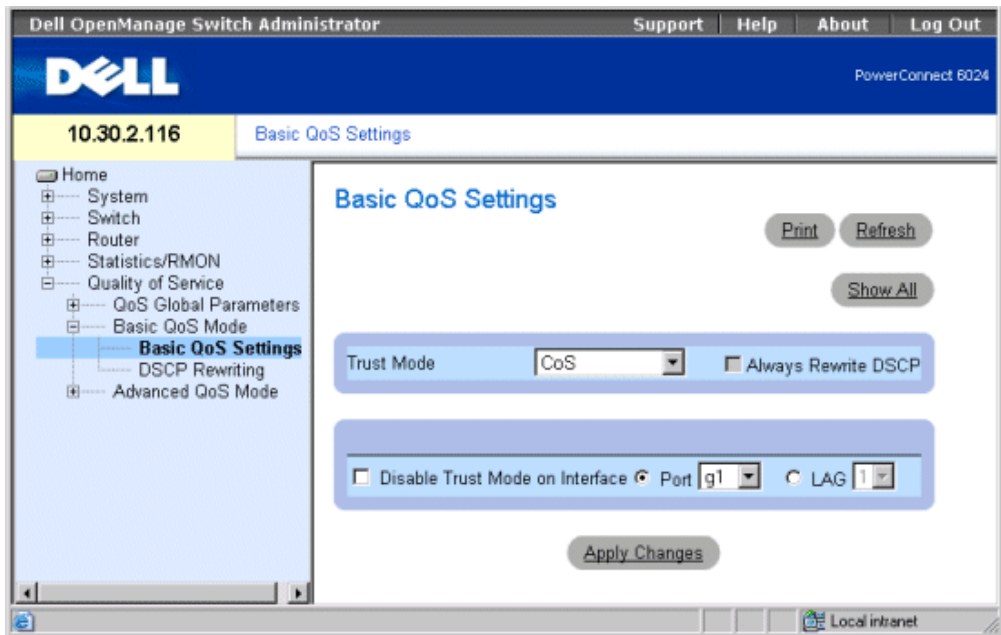 Dell OpenManage Switch Administrator Support Help About Log Out
DELL
PowerConnect 6024
10.30.2.116 Basic QoS Settings
Home
System
Switch
Router
Statistics/RMON
Quality of Service
QoS Global Parameters
Basic QoS Mode
Basic QoS Settings
DSCP Rewriting
Advanced QoS Mode
Basic QoS Settings
Print Refresh
Show All
Trust Mode CoS Always Rewrite DSCP
Disable Trust Mode on Interface Port g1 LAG 1
Apply Changes
Local intranet